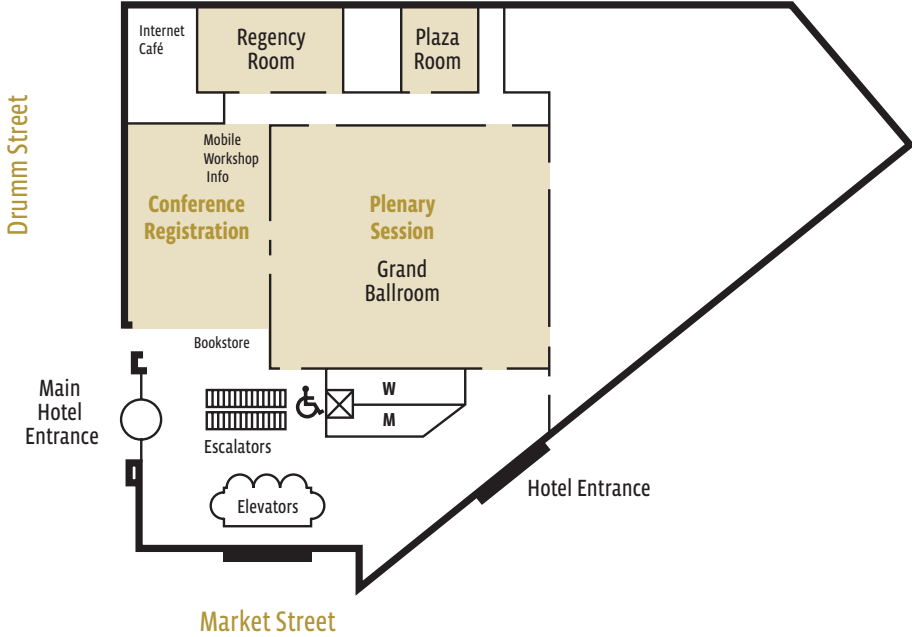 Internet
Café
Regency
Room
Plaza
Room
Drumm Street
Mobile
Workshop
Info
Conference
Registration
Plenary
Session
Grand
Ballroom
Bookstore
Main
Hotel
Entrance
W
M
Escalators
Elevators
Hotel Entrance
Market Street